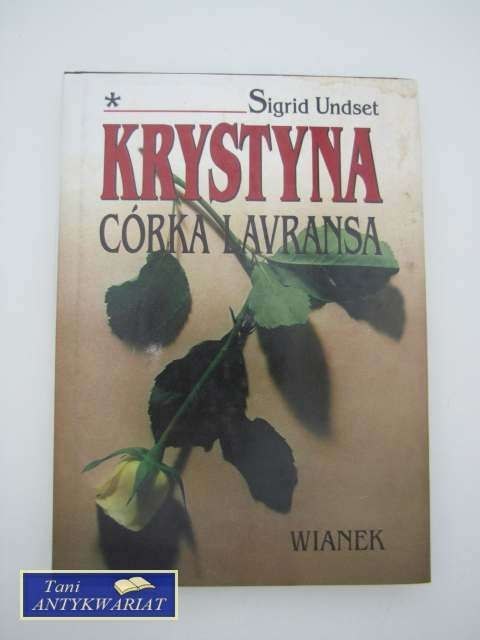 *
Sigrid Undset
KRYSTYNA
CÓRKA LAVRANSA
WIANEK
Tani
ANTYKWARIAT